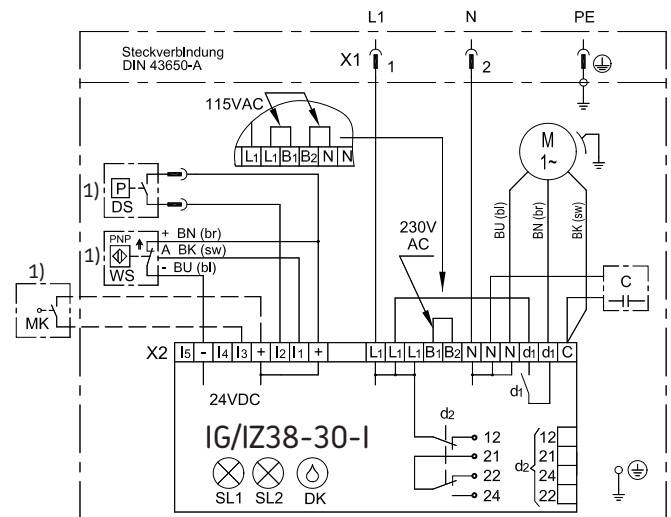 L1 N PE
Steckverbindung
DIN 43650-A
X1 1 2
115VAC
L1 L1 B1 B2 N N
M
1~
1) P
DS
BU (bl) BN (br) BK (sw)
PNP + BN (br)
1) A BK (sw)
WS - BU (bl)
230V
AC
1)
MK
C
X2 I5 - I4 I3 + I2 I1 + L1 L1 L1 B1 B2 N N N d1 d1 C
24VDC
d1
d2
IG/IZ38-30-I
12 12
21 21
d2
22 24
24 22
SL1 SL2 DK